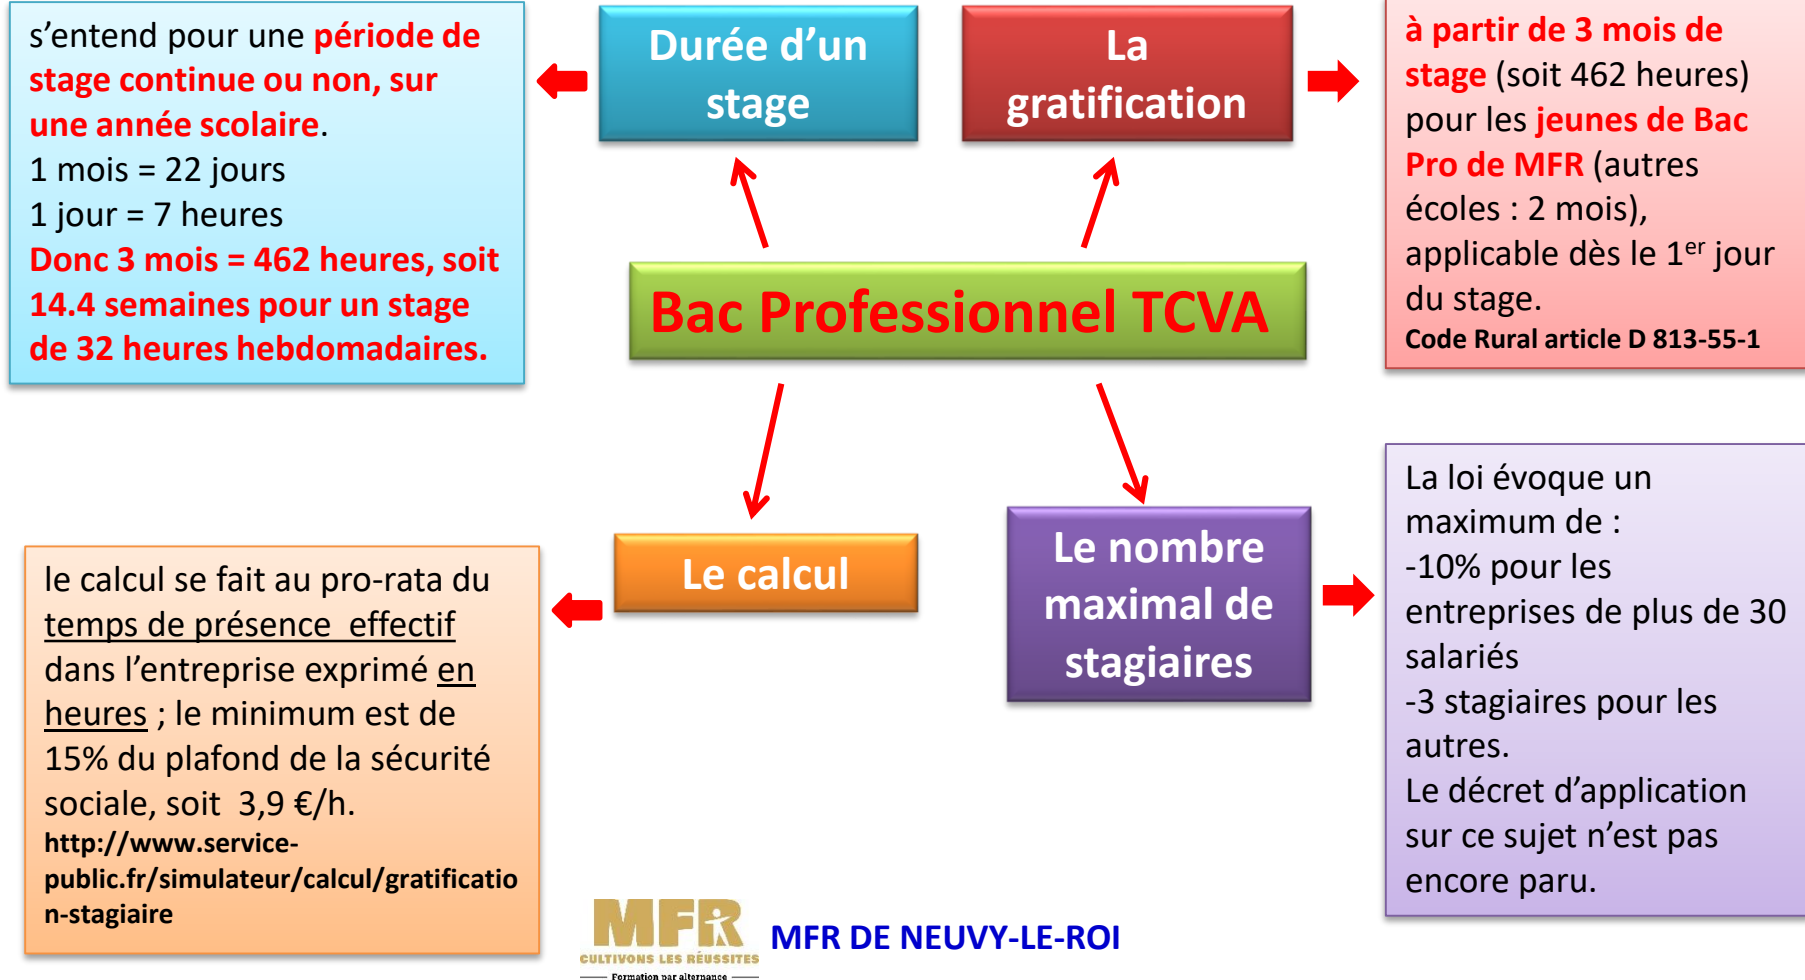 s’entend pour une période de
stage continue ou non, sur
une année scolaire.
1 mois = 22 jours
1 jour = 7 heures
Donc 3 mois = 462 heures, soit
14.4 semaines pour un stage
de 32 heures hebdomadaires.
Durée d’un
stage
La
gratification
à partir de 3 mois de
stage (soit 462 heures)
pour les jeunes de Bac
Pro de MFR (autres
écoles : 2 mois),
applicable dès le 1er jour
du stage.
Code Rural article D 813-55-1
Bac Professionnel TCVA
le calcul se fait au pro-rata du
temps de présence effectif
dans l’entreprise exprimé en
heures ; le minimum est de
15% du plafond de la sécurité
sociale, soit 3,9 €/h.
http://www.service-
public.fr/simulateur/calcul/gratificatio
n-stagiaire
Le calcul
Le nombre
maximal de
stagiaires
La loi évoque un
maximum de :
-10% pour les
entreprises de plus de 30
salariés
-3 stagiaires pour les
autres.
Le décret d’application
sur ce sujet n’est pas
encore paru.
MFR
CULTIVONS LES RÉUSSITES
Formation par alternance
MFR DE NEUVY-LE-ROI